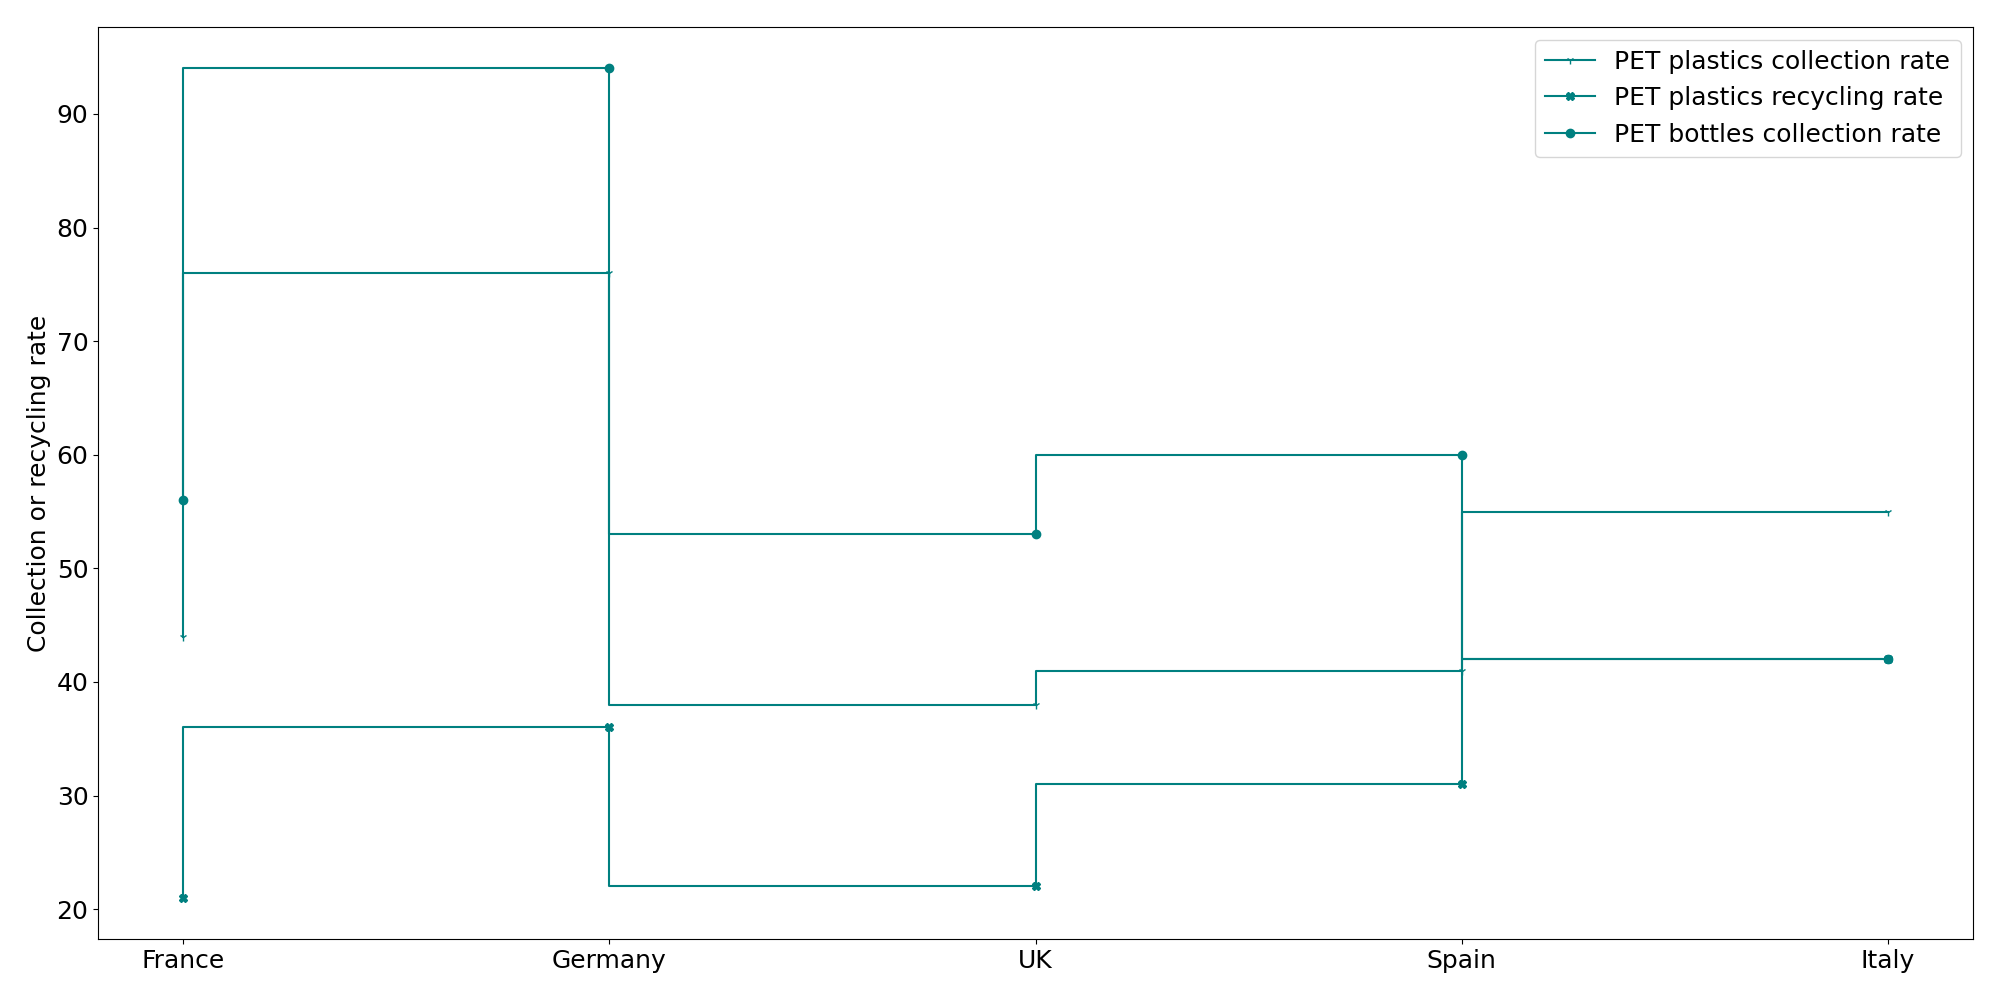 PET plastics collection rate
PET plastics recycling rate
PET bottles collection rate
Collection or recycling rate
90
80
70
60
50
40
30
20
France Germany UK Spain Italy